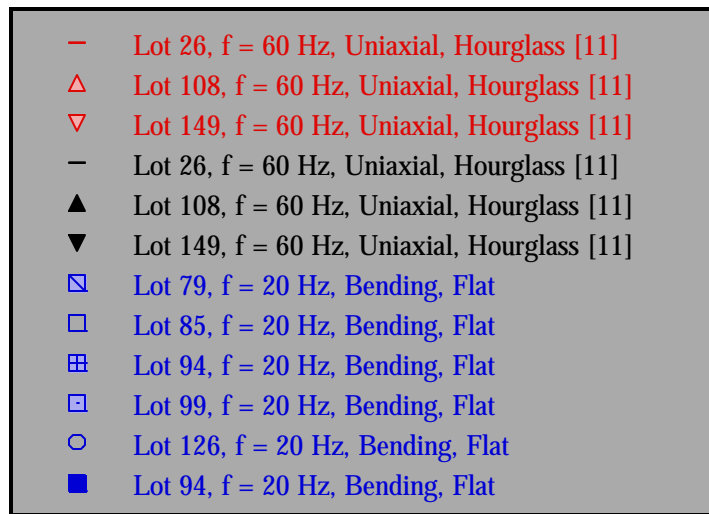 Lot 26, f = 60 Hz, Uniaxial, Hourglass [11]
Lot 108, f = 60 Hz, Uniaxial, Hourglass [11]
Lot 149, f = 60 Hz, Uniaxial, Hourglass [11]
Lot 26, f = 60 Hz, Uniaxial, Hourglass [11]
Lot 108, f = 60 Hz, Uniaxial, Hourglass [11]
Lot 149, f = 60 Hz, Uniaxial, Hourglass [11]
Lot 79, f = 20 Hz, Bending, Flat
Lot 85, f = 20 Hz, Bending, Flat
Lot 94, f = 20 Hz, Bending, Flat
Lot 99, f = 20 Hz, Bending, Flat
Lot 126, f = 20 Hz, Bending, Flat
Lot 94, f = 20 Hz, Bending, Flat